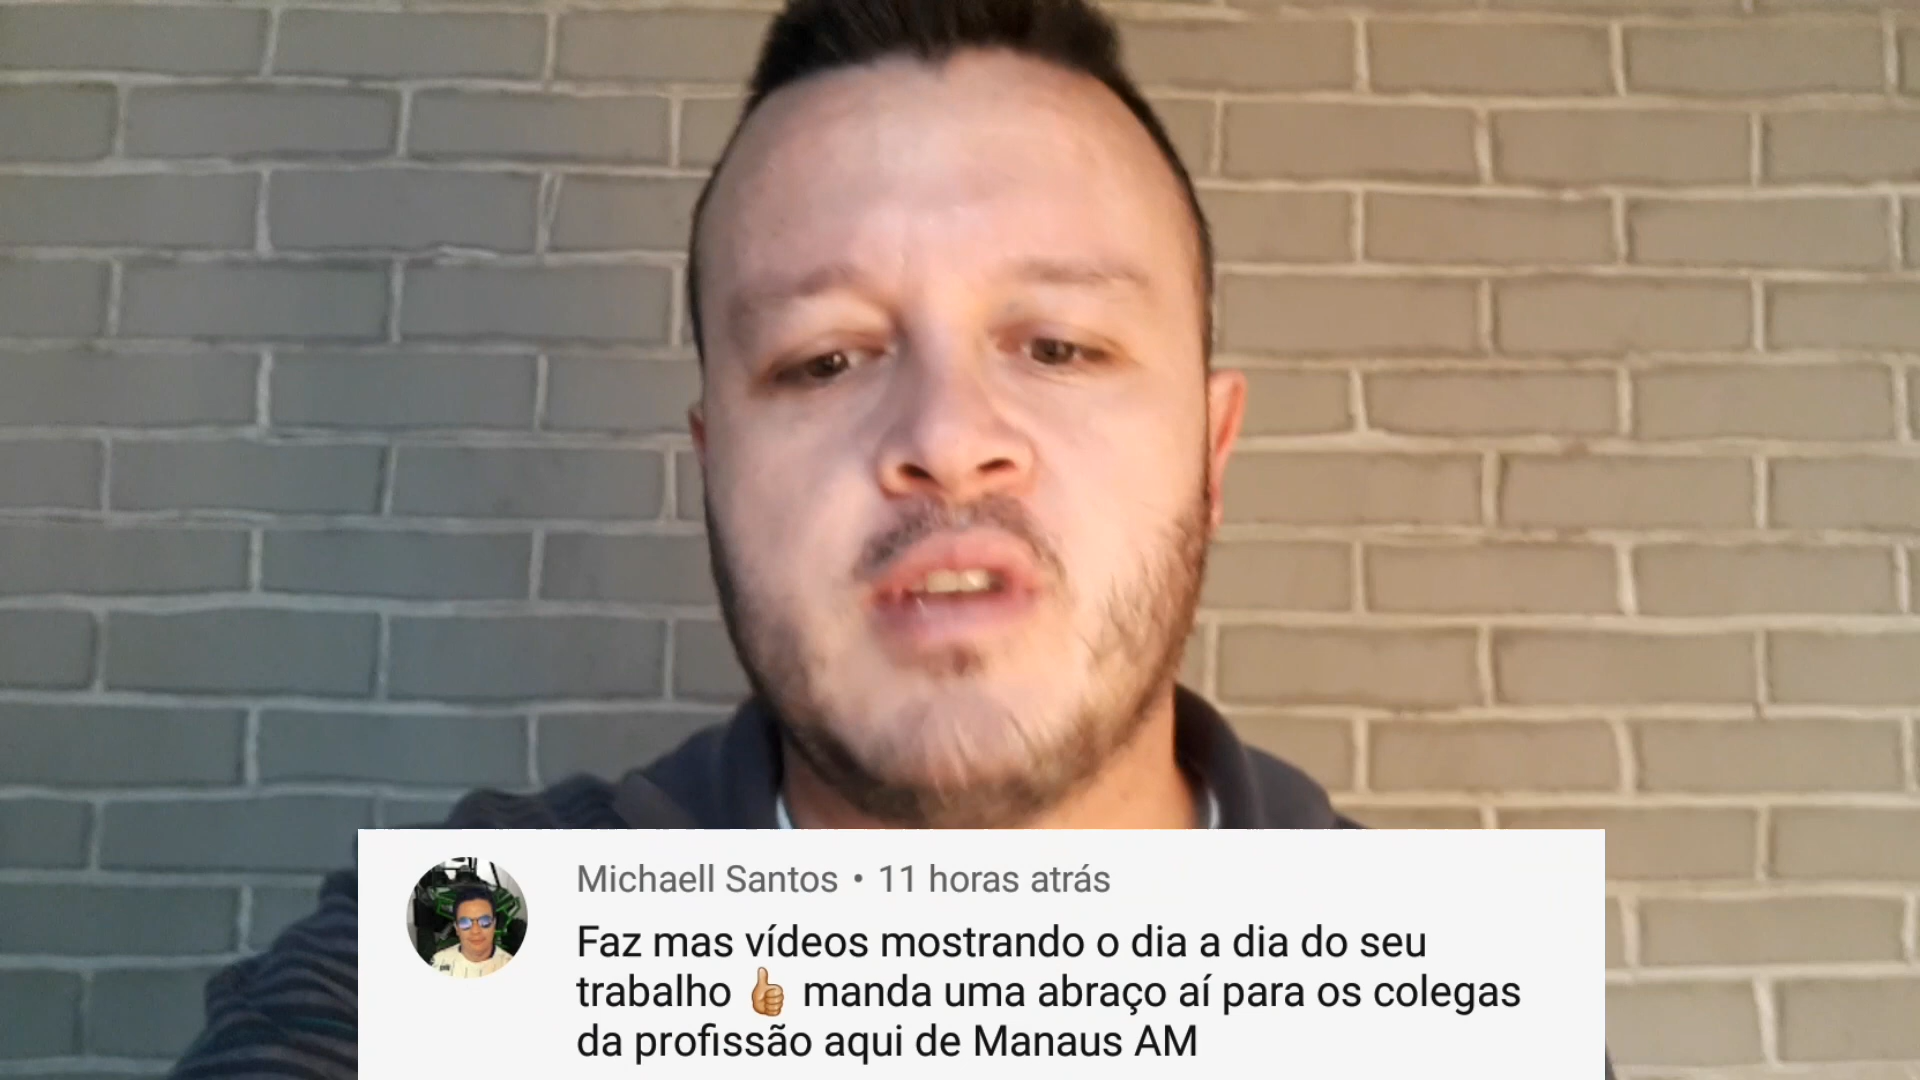 Michaell Santos • 11 horas atrás
Faz mas vídeos mostrando o dia a dia do seu
trabalho 👍🏼 manda uma abraço aí para os colegas
da profissão aqui de Manaus AM